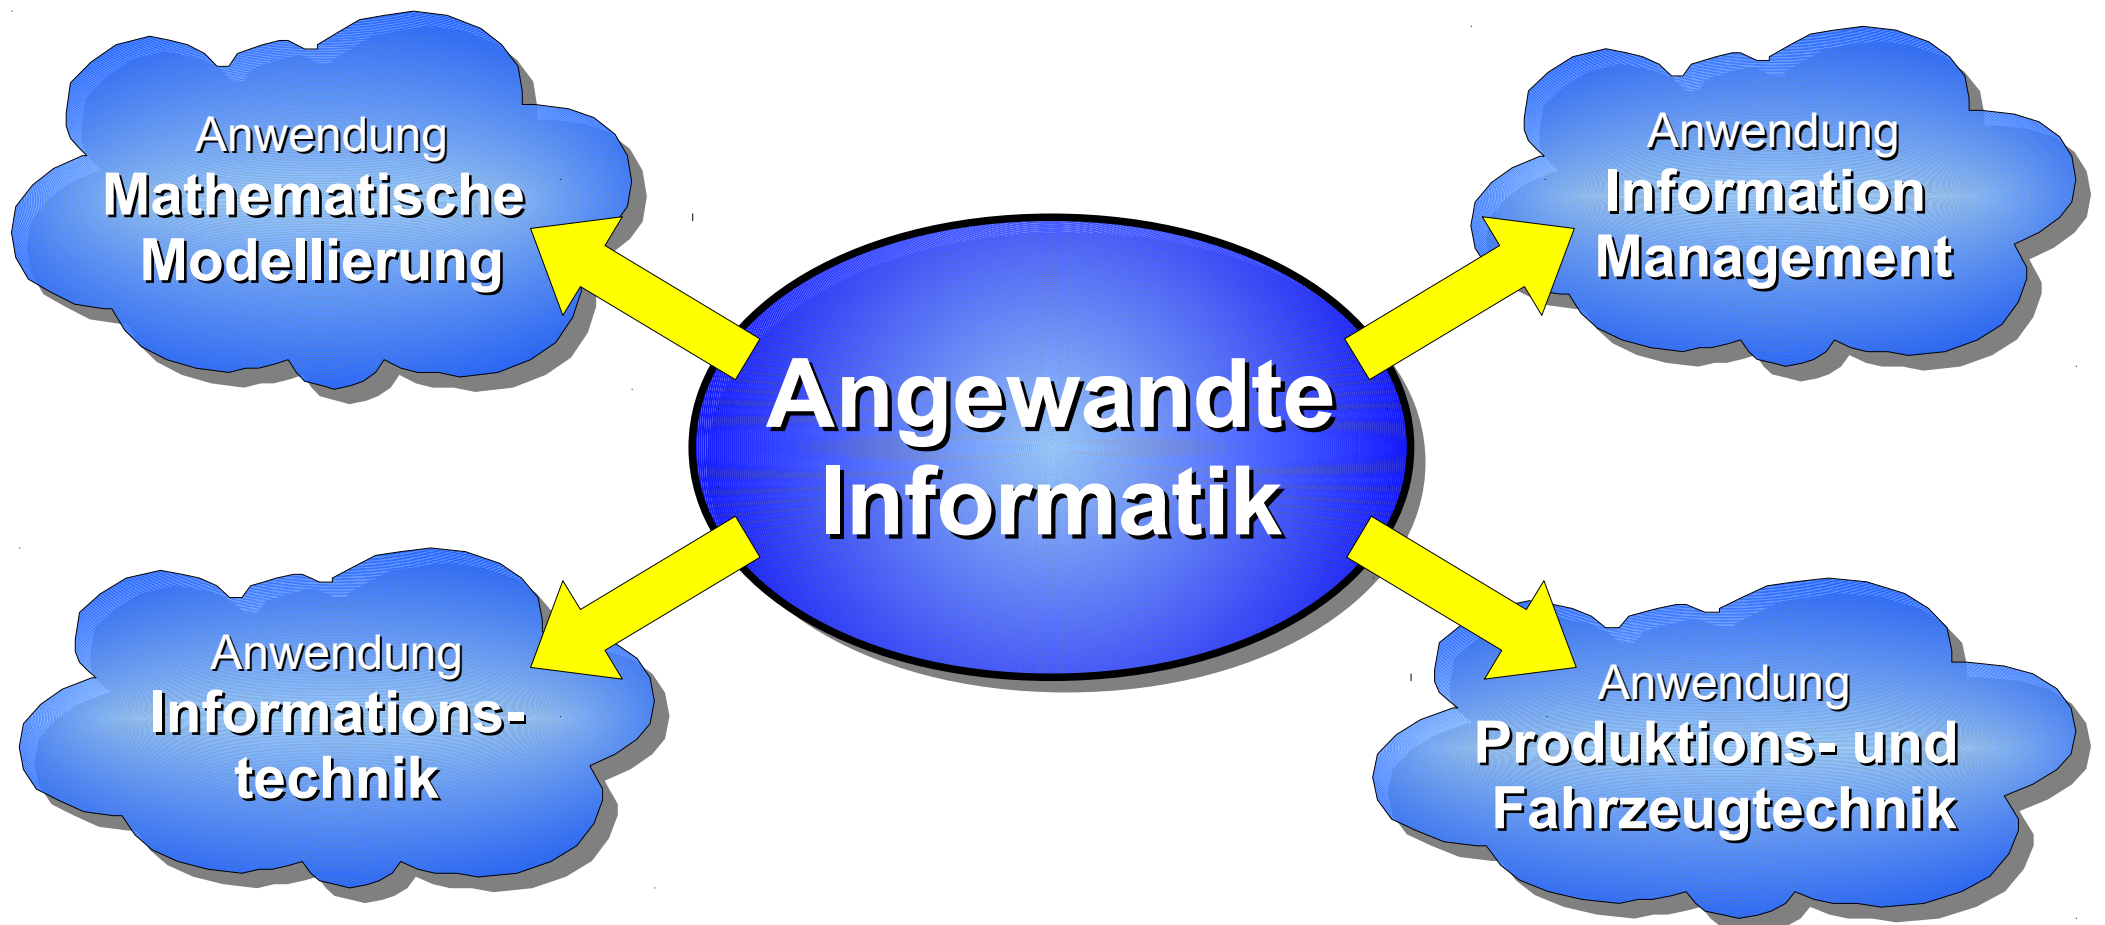 Anwendung
Mathematische
Modellierung
Anwendung
Information
Management
Angewandte
Informatik
Anwendung
Informations-
technik
Anwendung
Produktions- und
Fahrzeugtechnik